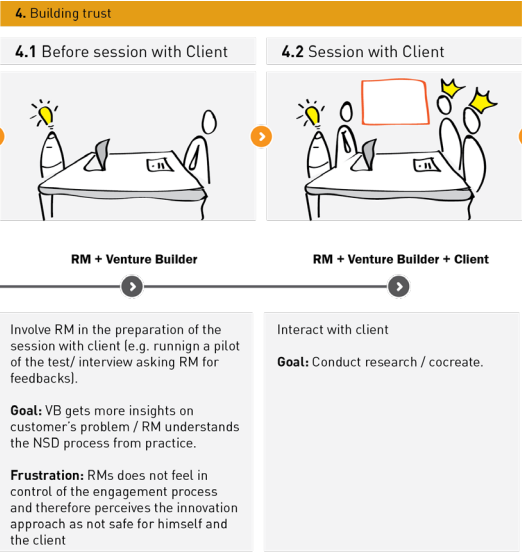 4. Building trust
4.1 Before session with Client
4.2 Session with Client
RM + Venture Builder
RM + Venture Builder + Client
Involve RM in the preparation of the
session with client (e.g. runnign a pilot
of the test/ interview asking RM for
feedbacks).
Goal: VB gets more insights on
customer's problem / RM understands
the NSD process from practice.
Frustration: RMs does not feel in
control of the engagement process
and therefore perceives the innovation
approach as not safe for himself and
the client
Interact with client
Goal: Conduct research / cocreate.